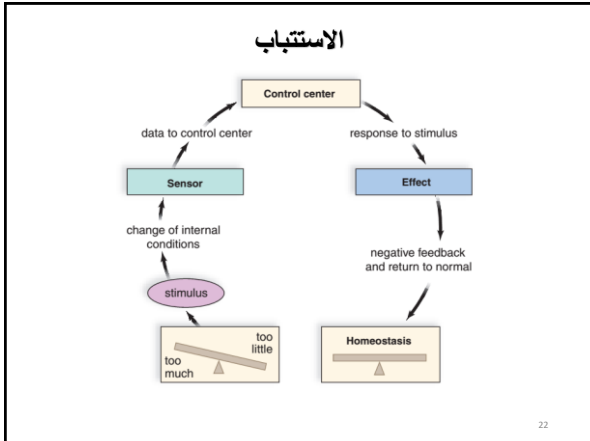 الاستتباب
Control center
data to control center
response to stimulus
Sensor
Effect
change of internal
conditions
negative feedback
and return to normal
stimulus
too
little
too
much
Homeostasis
22